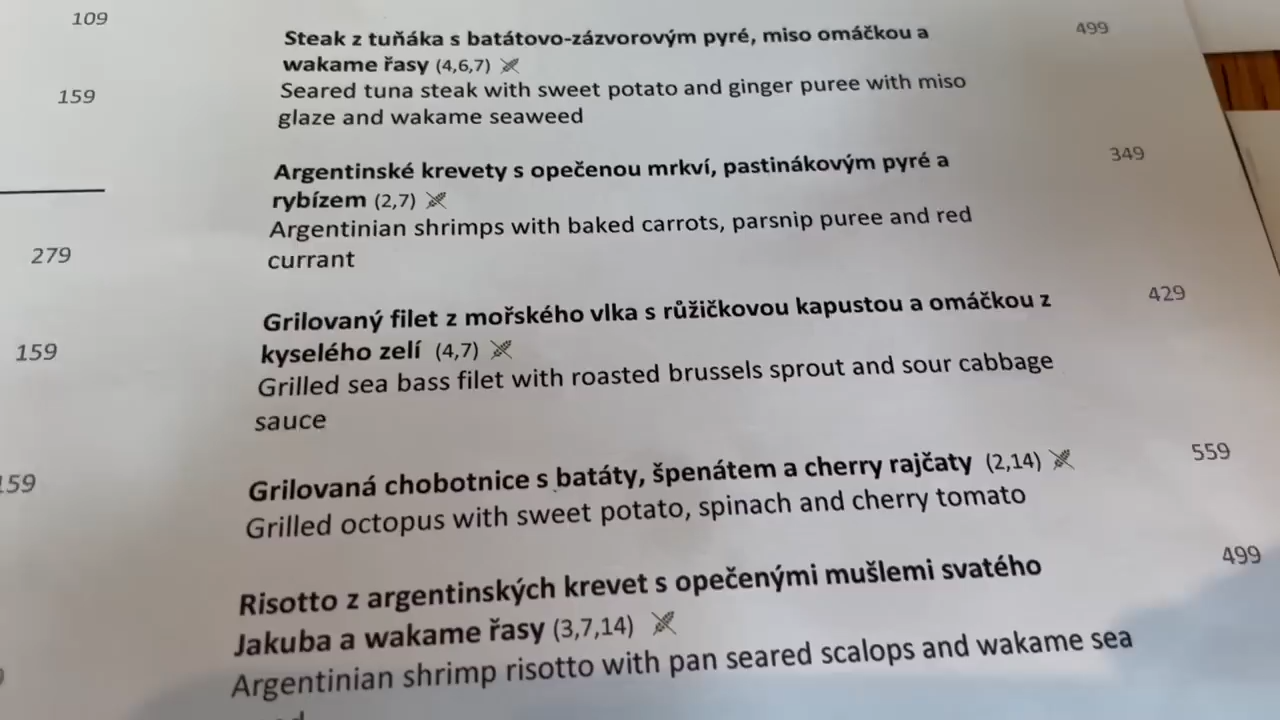 109
159
279
159
159
Steak z tuňáka s batátovo-zázvorovým pyré, miso omáčkou a 499
wakame řasy (4,6,7)
Seared tuna steak with sweet potato and ginger puree with miso
glaze and wakame seaweed
Argentinské krevety s opečenou mrkví, pastinákovým pyré a 349
rybízem (2,7)
Argentinian shrimps with baked carrots, parsnip puree and red
currant
Grilovaný filet z mořského vlka s růžičkovou kapustou a omáčkou z 429
kyselého zelí (4,7)
Grilled sea bass filet with roasted brussels sprout and sour cabbage
sauce
Grilovaná chobotnice s batáty, špenátem a cherry rajčaty (2,14) 559
Grilled octopus with sweet potato, spinach and cherry tomato
Risotto z argentinských krevet s opečenými mušlemi svatého 499
Jakuba a wakame řasy (3,7,14)
Argentinian shrimp risotto with pan seared scalops and wakame sea